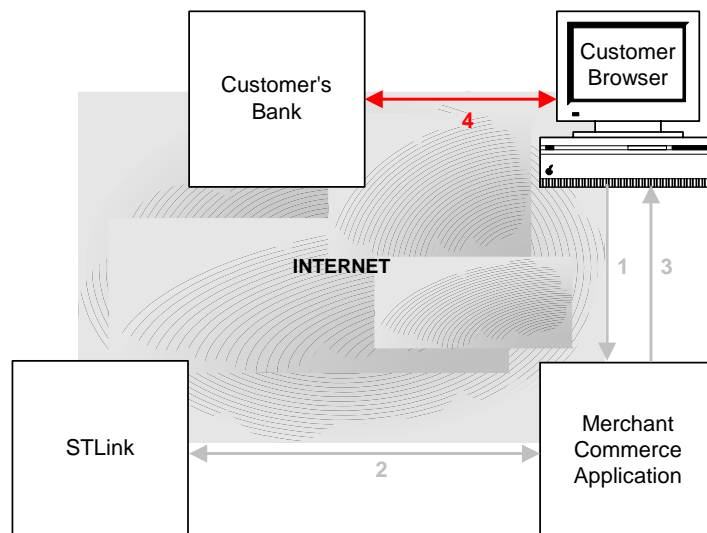 Customer's
Bank
Customer
Browser
4
INTERNET
1
3
STLink
2
Merchant
Commerce
Application